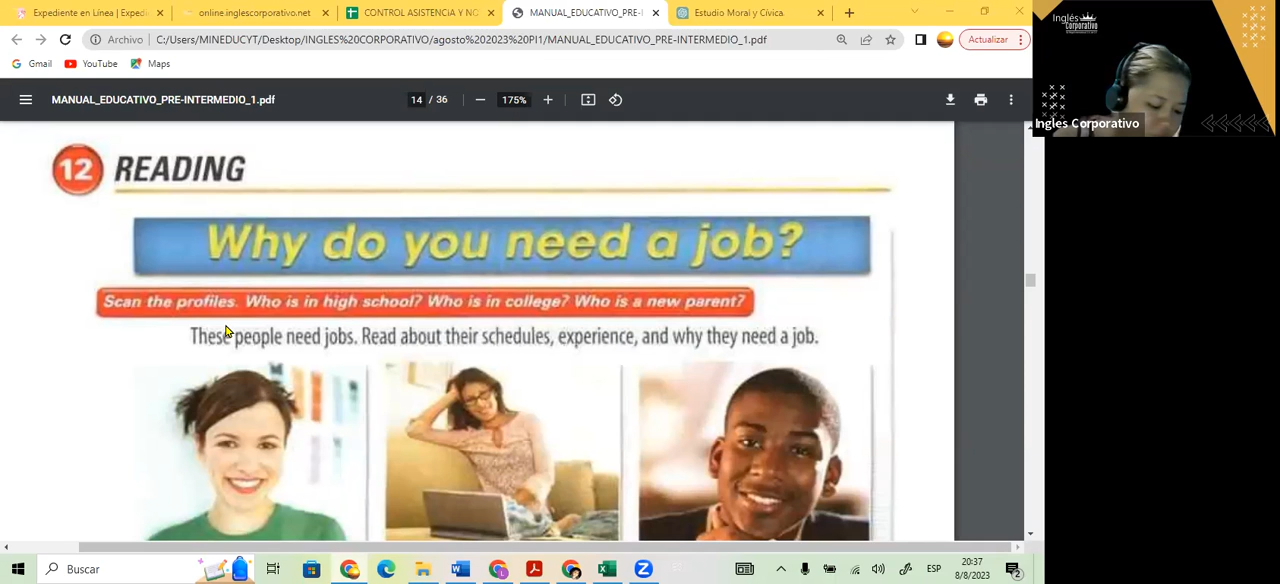 Expediente en Línea | Expedi
online.inglescorporativo.net
CONTROL ASISTENCIA Y NO
MANUAL_EDUCATIVO_PRE-I
Estudio Moral y Cívica.
Archivo
C:/Users/MINEDUCYT/Desktop/INGLES%20CORPORATIVO/agosto%202023%20PI1/MANUAL_EDUCATIVO_PRE-INTERMEDIO_1.pdf
Actualizar
Gmail
YouTube
Maps
MANUAL_EDUCATIVO_PRE-INTERMEDIO_1.pdf
14 / 36
175%
12 READING
Why do you need a job?
Scan the profiles. Who is in high school? Who is in college? Who is a new parent?
These people need jobs. Read about their schedules, experience, and why they need a job.
Inglés
Corporativo
Ingles Corporativo
Buscar
ESP
20:37
8/8/2023
2